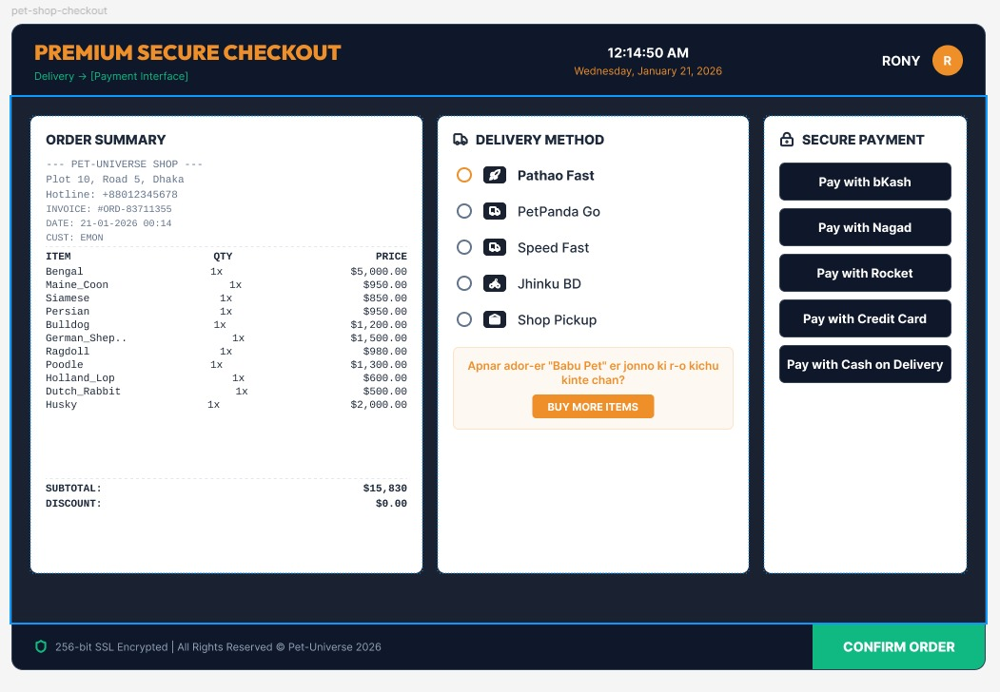 pet-shop-checkout
PREMIUM SECURE CHECKOUT
Delivery → [Payment Interface]
12:14:50 AM
Wednesday, January 21, 2026
RONY R
ORDER SUMMARY
--- PET-UNIVERSE SHOP ---
Plot 10, Road 5, Dhaka
Hotline: +88012345678
INVOICE: #ORD-83711355
DATE: 21-01-2026 00:14
CUST: EMON
ITEM QTY PRICE
Bengal 1x $5,000.00
Maine_Coon 1x $950.00
Siamese 1x $850.00
Persian 1x $950.00
Bulldog 1x $1,200.00
German_Shep.. 1x $1,500.00
Ragdoll 1x $980.00
Poodle 1x $1,300.00
Holland_Lop 1x $600.00
Dutch_Rabbit 1x $500.00
Husky 1x $2,000.00
SUBTOTAL: $15,830
DISCOUNT: $0.00
DELIVERY METHOD
Pathao Fast
PetPanda Go
Speed Fast
Jhinku BD
Shop Pickup
Apnar ador-er "Babu Pet" er jonno ki r-o kichu
kinte chan?
BUY MORE ITEMS
SECURE PAYMENT
Pay with bKash
Pay with Nagad
Pay with Rocket
Pay with Credit Card
Pay with Cash on Delivery
256-bit SSL Encrypted | All Rights Reserved © Pet-Universe 2026
CONFIRM ORDER